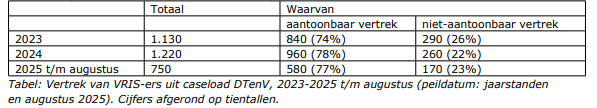 Totaal Waarvan
aantoonbaar vertrek niet-aantoonbaar vertrek
2023 1.130 840 (74%) 290 (26%)
2024 1.220 960 (78%) 260 (22%)
2025 t/m augustus 750 580 (77%) 170 (23%)
Tabel: Vertrek van VRIS-ers uit caseload DTenV, 2023-2025 t/m augustus (peildatum: jaarstanden
en augustus 2025). Cijfers afgerond op tientallen.